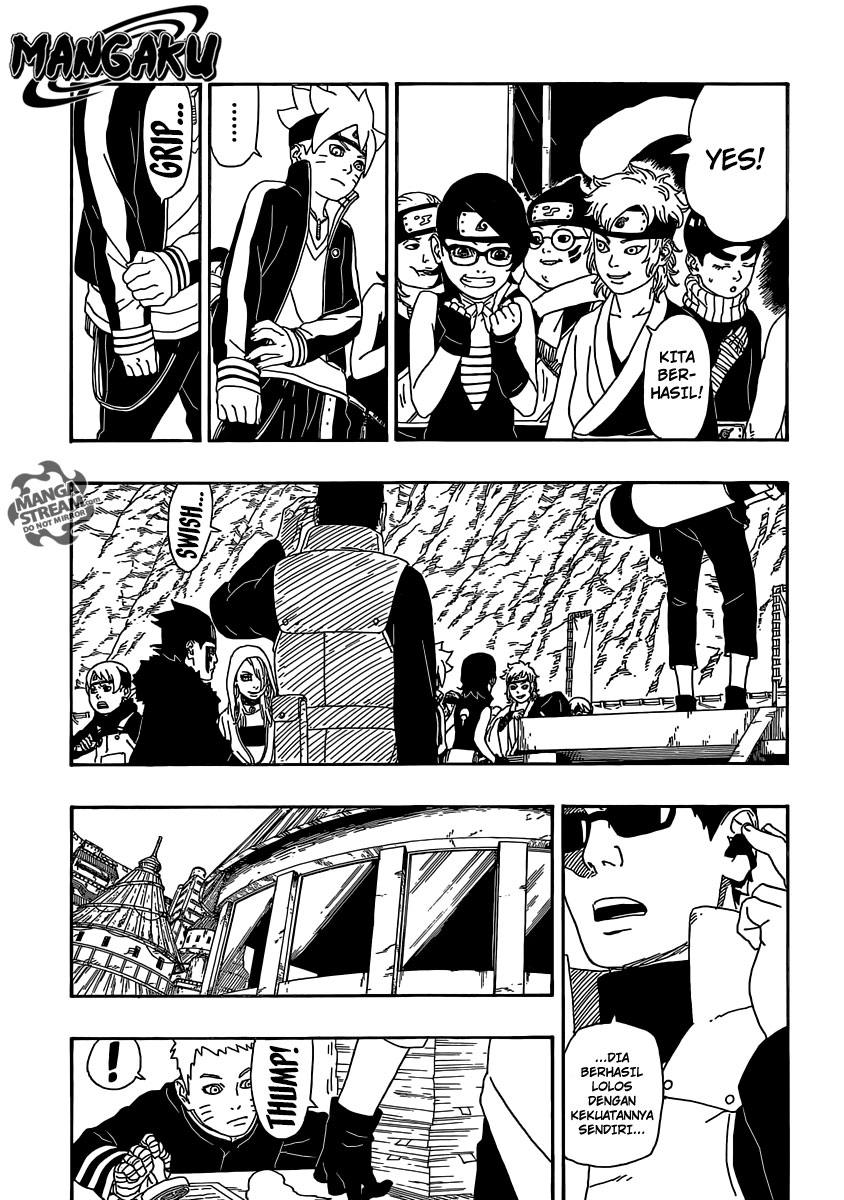 MANGAKU
YES!
KITA
BER-
HASIL!
......
GRIP...
MANGA
STREAM.com
DO NOT MIRROR
SWISH...
...DIA
BERHASIL
LOLOS
DENGAN
KEKUATANNYA
SENDIRI...
!
THUMP!